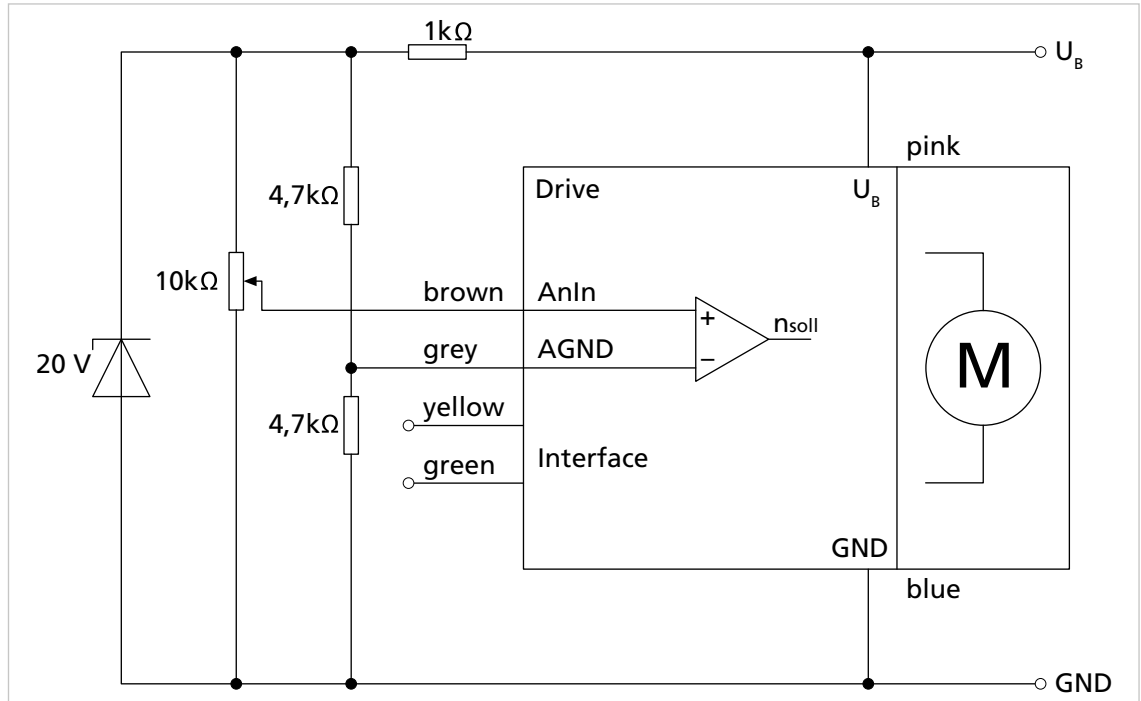 1kΩ
U_B
pink
4,7kΩ
Drive
U_B
10kΩ
brown
AnIn
+
n_soll
20 V
grey
AGND
−
M
4,7kΩ
yellow
green
Interface
GND
blue
GND